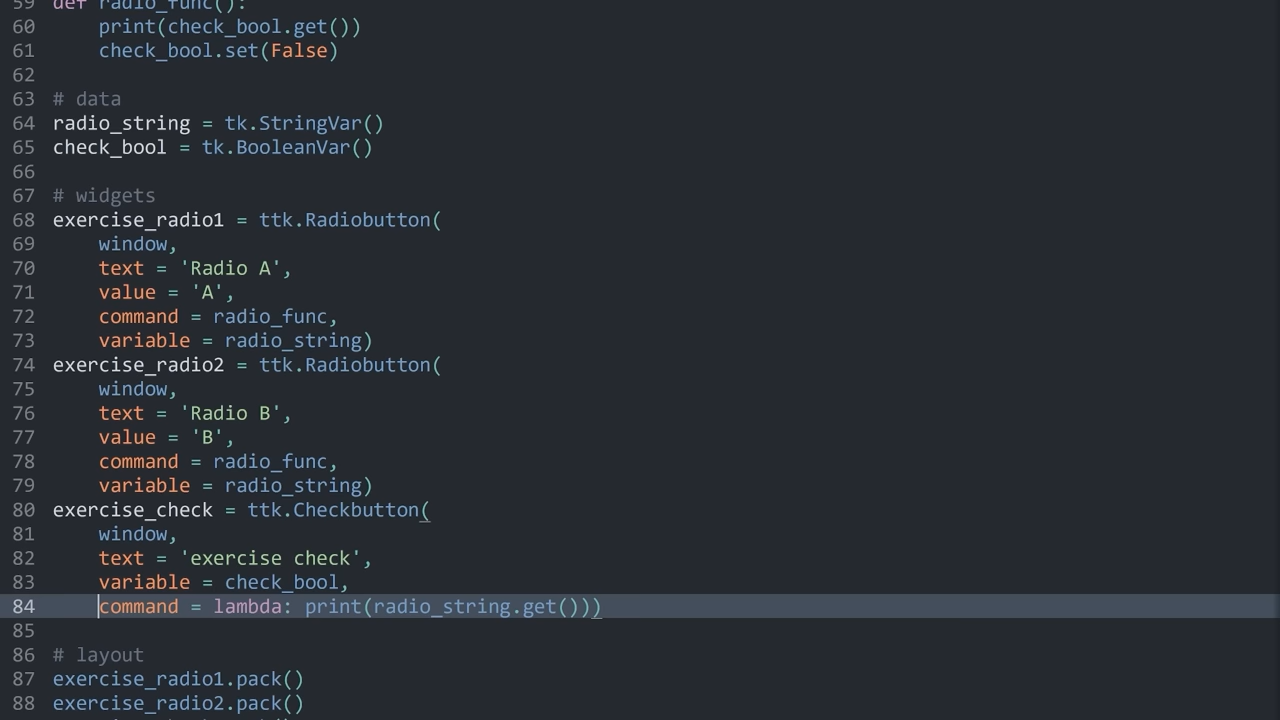 59 def radio_func():
60     print(check_bool.get())
61     check_bool.set(False)
62
63 # data
64 radio_string = tk.StringVar()
65 check_bool = tk.BooleanVar()
66
67 # widgets
68 exercise_radio1 = ttk.Radiobutton(
69     window,
70     text = 'Radio A',
71     value = 'A',
72     command = radio_func,
73     variable = radio_string)
74 exercise_radio2 = ttk.Radiobutton(
75     window,
76     text = 'Radio B',
77     value = 'B',
78     command = radio_func,
79     variable = radio_string)
80 exercise_check = ttk.Checkbutton(
81     window,
82     text = 'exercise check',
83     variable = check_bool,
84     command = lambda: print(radio_string.get()))
85
86 # layout
87 exercise_radio1.pack()
88 exercise_radio2.pack()